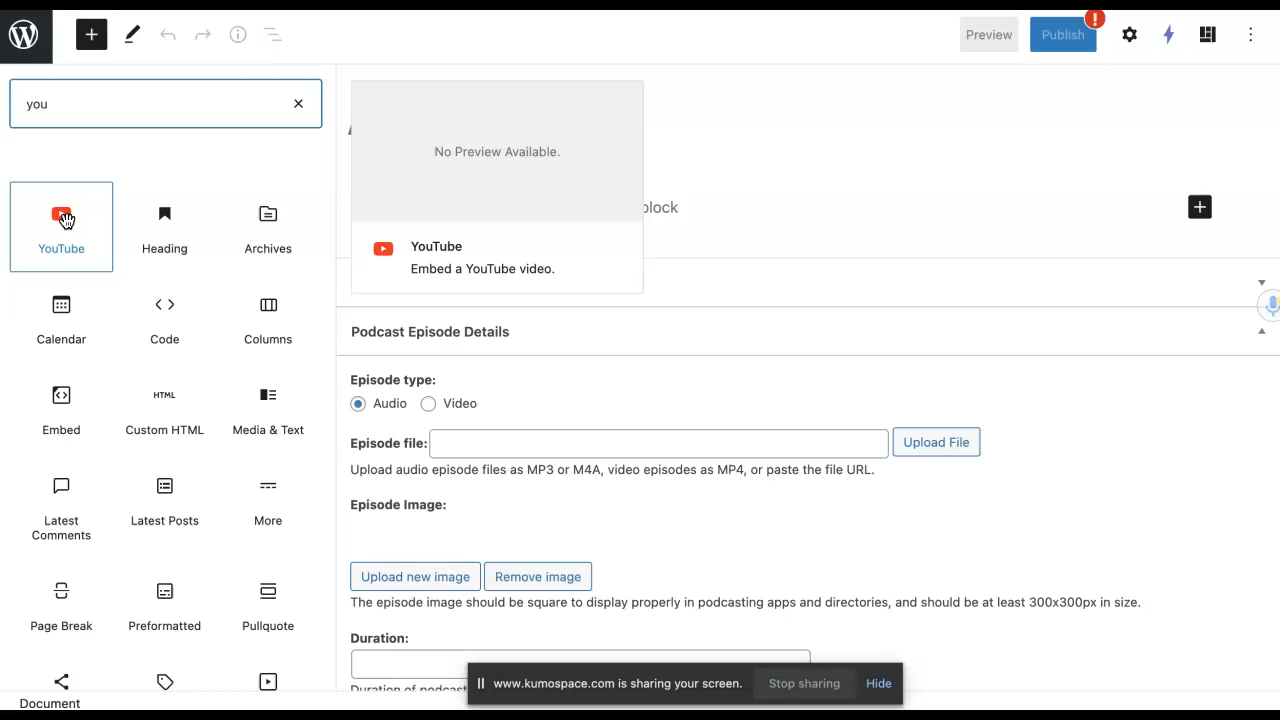 Preview
Publish
!
you
No Preview Available.
block
YouTube
Embed a YouTube video.
YouTube
Heading
Archives
Calendar
Code
Columns
Embed
HTML
Custom HTML
Media & Text
Latest
Comments
Latest Posts
More
Page Break
Preformatted
Pullquote
Podcast Episode Details
Episode type:
Audio
Video
Episode file:
Upload File
Upload audio episode files as MP3 or M4A, video episodes as MP4, or paste the file URL.
Episode Image:
Upload new image
Remove image
The episode image should be square to display properly in podcasting apps and directories, and should be at least 300x300px in size.
Duration:
Duration of podcast
www.kumospace.com is sharing your screen.
Stop sharing
Hide
Document